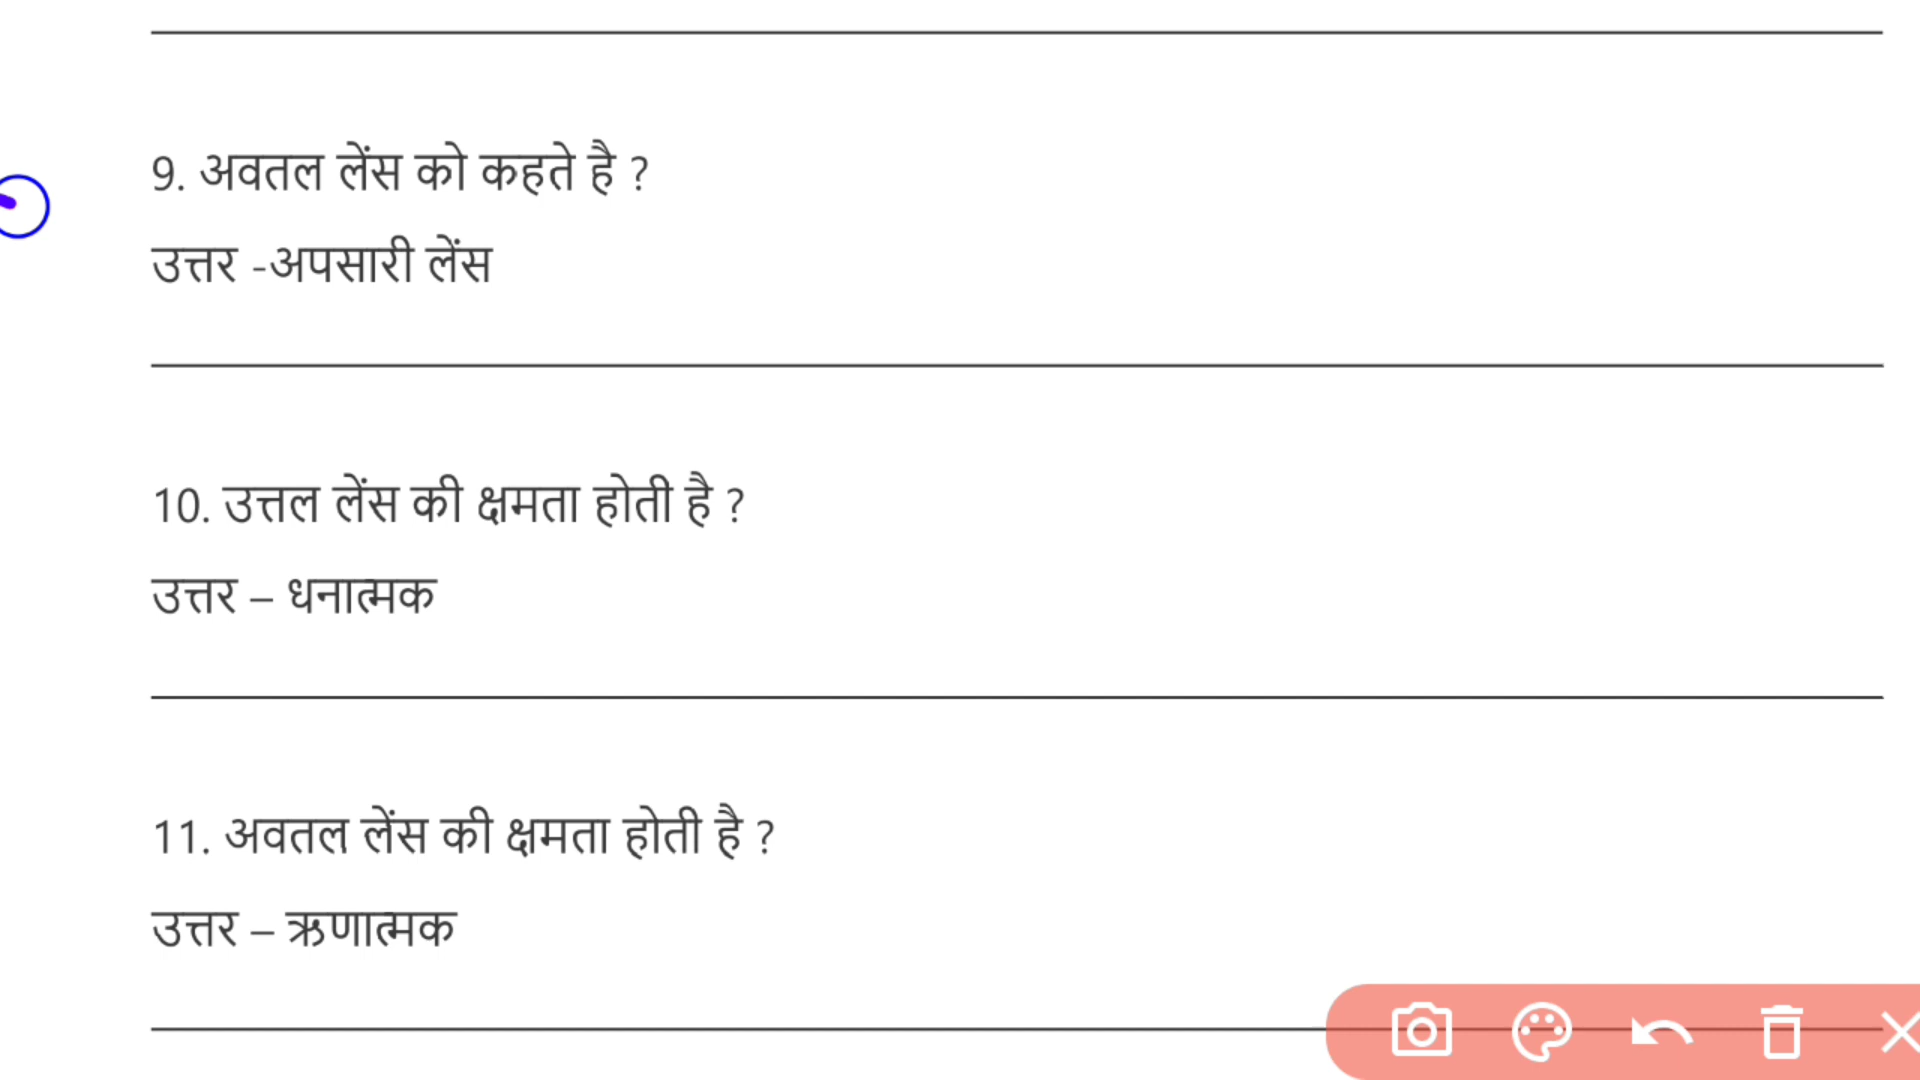 9. अवतल लेंस को कहते है ?
उत्तर -अपसारी लेंस
10. उत्तल लेंस की क्षमता होती है ?
उत्तर – धनात्मक
11. अवतल लेंस की क्षमता होती है ?
उत्तर – ऋणात्मक